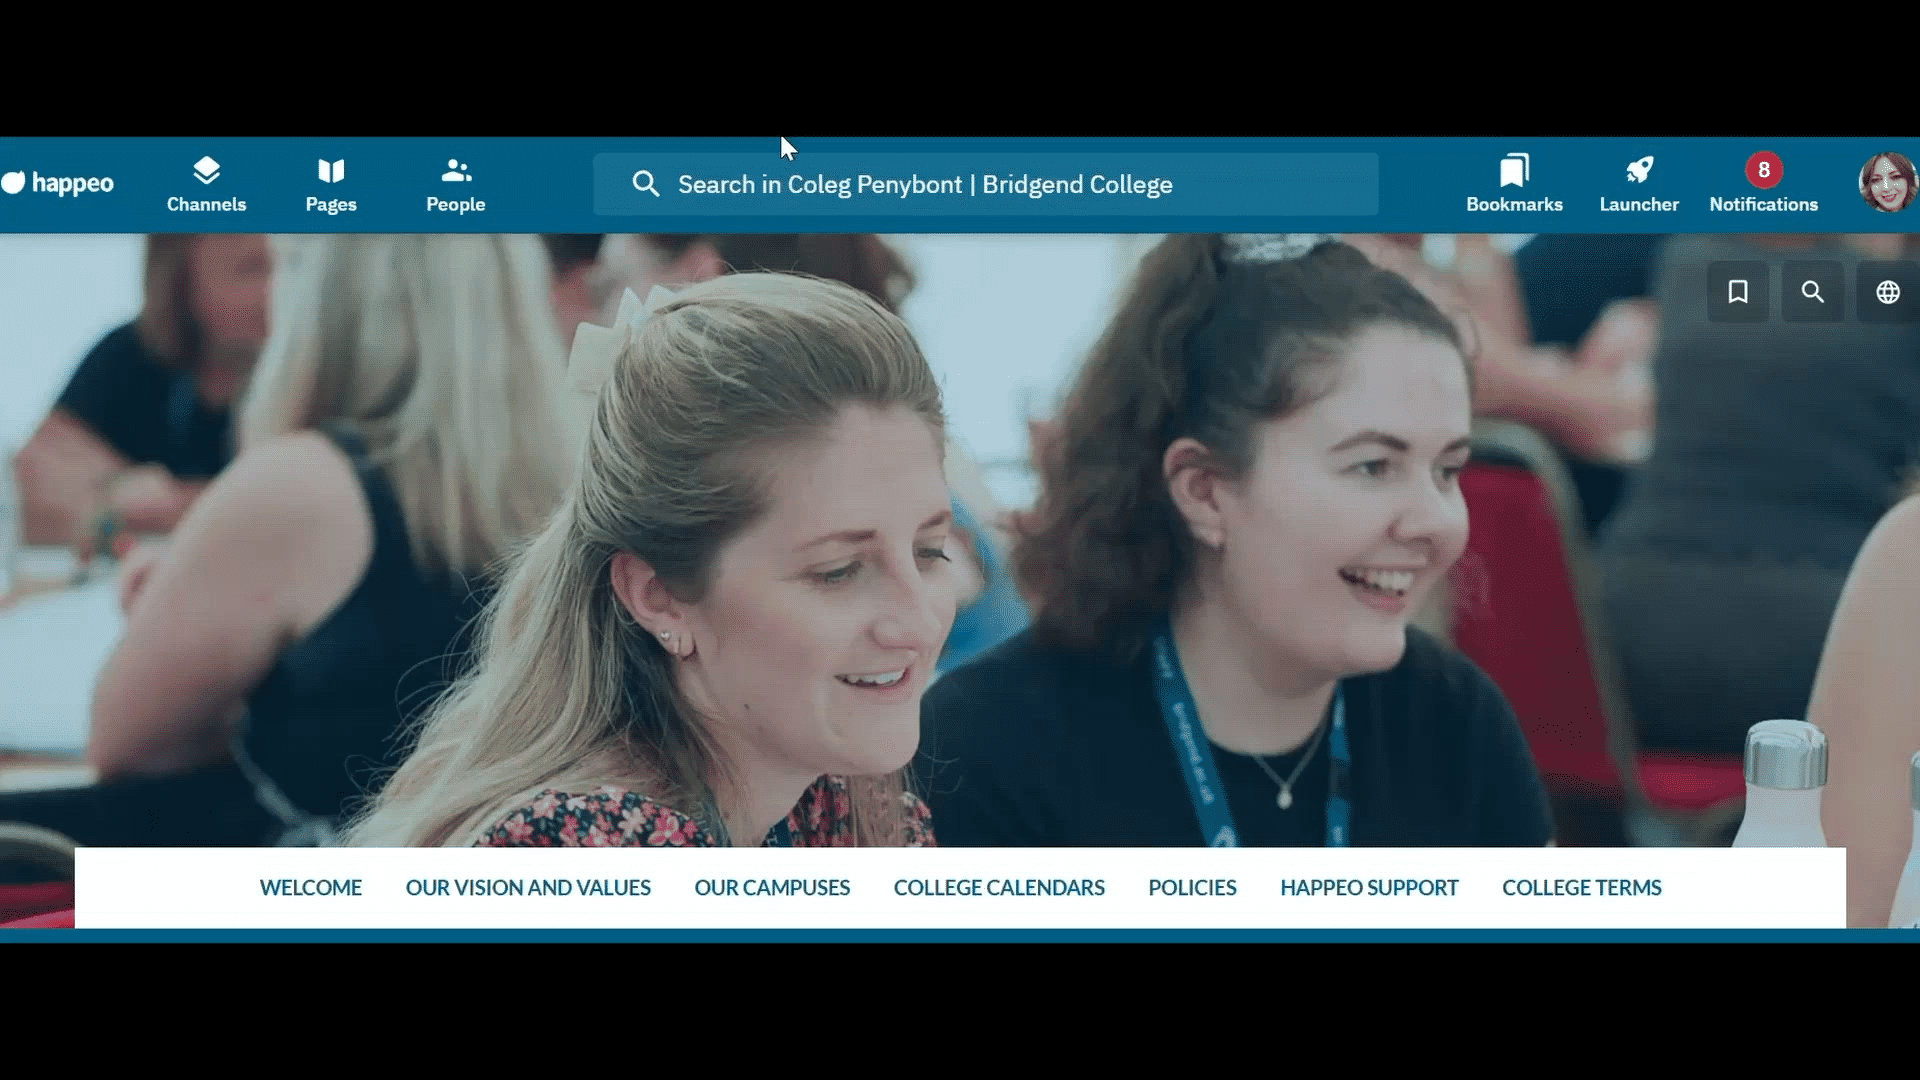 happeo
Channels
Pages
People
Search in Coleg Penybont | Bridgend College
Bookmarks
Launcher
8
Notifications
WELCOME
OUR VISION AND VALUES
OUR CAMPUSES
COLLEGE CALENDARS
POLICIES
HAPPEO SUPPORT
COLLEGE TERMS